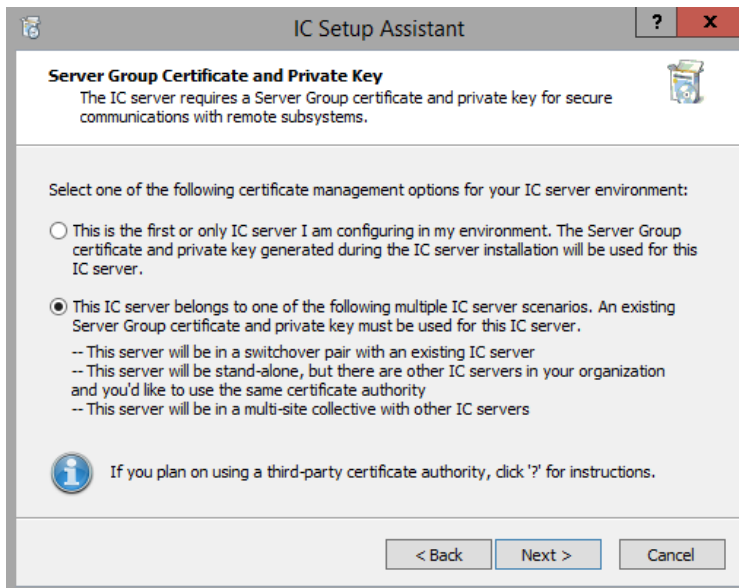 IC Setup Assistant
?
x
Server Group Certificate and Private Key
The IC server requires a Server Group certificate and private key for secure
communications with remote subsystems.
Select one of the following certificate management options for your IC server environment:
This is the first or only IC server I am configuring in my environment. The Server Group
certificate and private key generated during the IC server installation will be used for this
IC server.
This IC server belongs to one of the following multiple IC server scenarios. An existing
Server Group certificate and private key must be used for this IC server.
-- This server will be in a switchover pair with an existing IC server
-- This server will be stand-alone, but there are other IC servers in your organization
and you'd like to use the same certificate authority
-- This server will be in a multi-site collective with other IC servers
If you plan on using a third-party certificate authority, click '?' for instructions.
< Back
Next >
Cancel